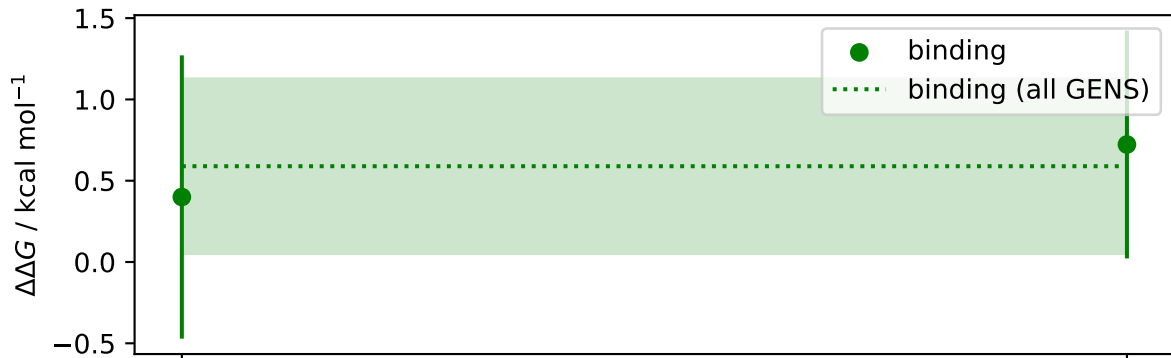 1.5
1.0
0.5
0.0
−0.5
ΔΔG / kcal mol⁻¹
binding
binding (all GENS)